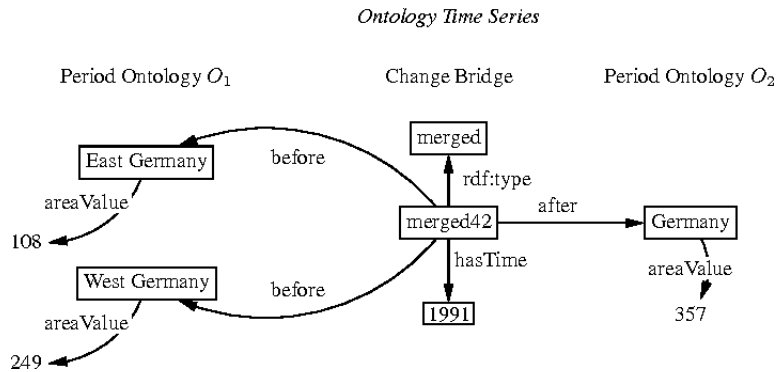 Ontology Time Series
Period Ontology O1 Change Bridge Period Ontology O2
merged
East Germany before
rdf:type
areaValue after
merged42 Germany
108
hasTime
West Germany before areaValue
areaValue 1991 357
249